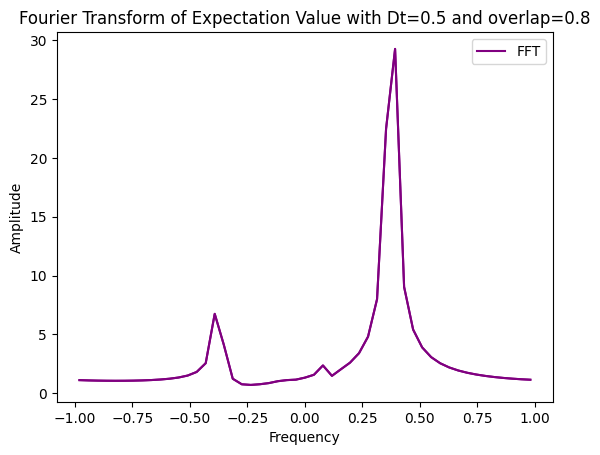 Fourier Transform of Expectation Value with Dt=0.5 and overlap=0.8
FFT
30
25
20
15
10
5
0
Amplitude
−1.00 −0.75 −0.50 −0.25 0.00 0.25 0.50 0.75 1.00
Frequency